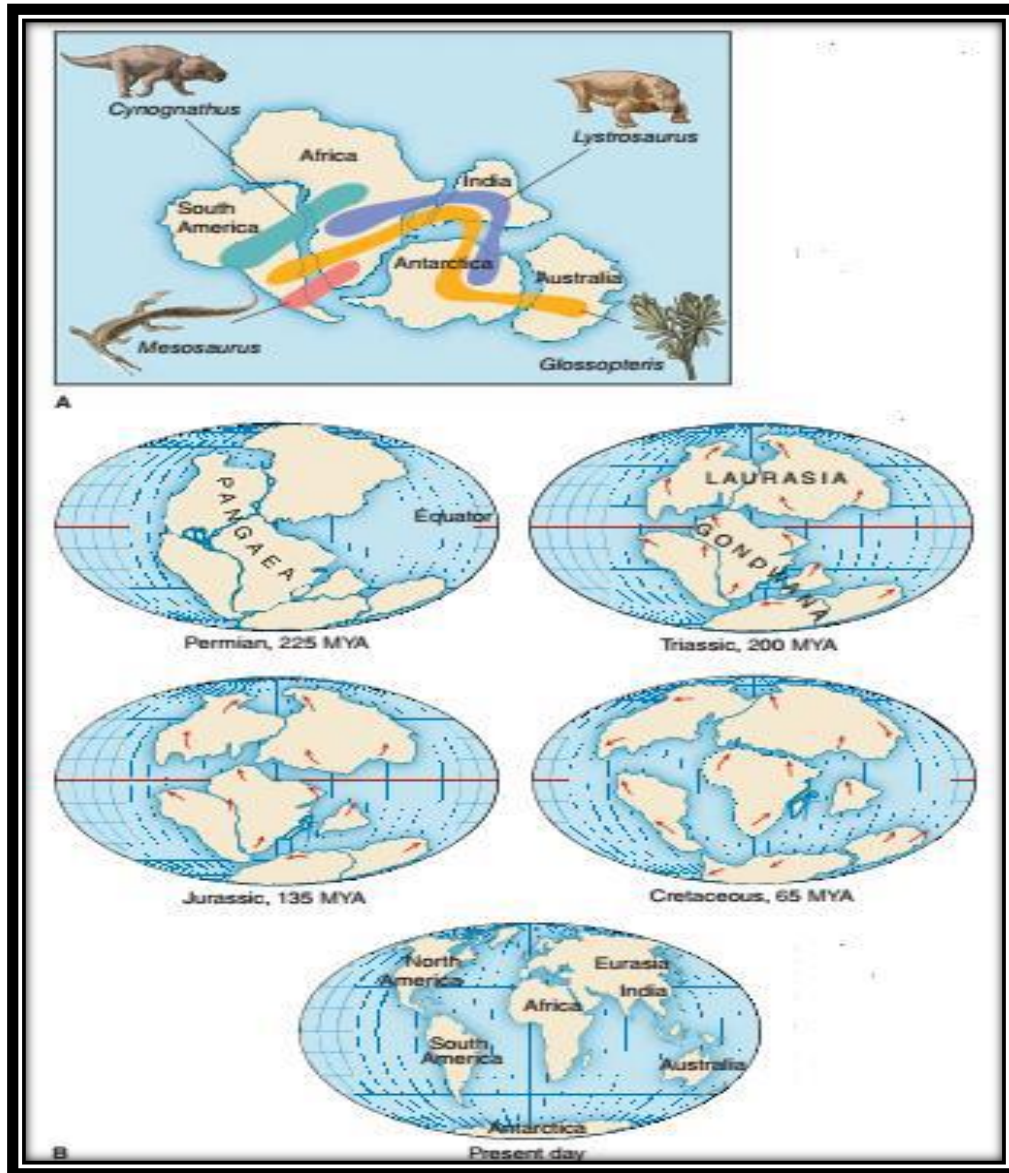 Cynognathus
Lystrosaurus
Africa
India
South
America
Antarctica
Australia
Mesosaurus
Glossopteris
A
PANGAEA
Equator
LAURASIA
GONDWANA
Permian, 225 MYA
Triassic, 200 MYA
Jurassic, 135 MYA
Cretaceous, 65 MYA
North
America
Eurasia
India
Africa
South
America
Australia
Antarctica
B
Present day